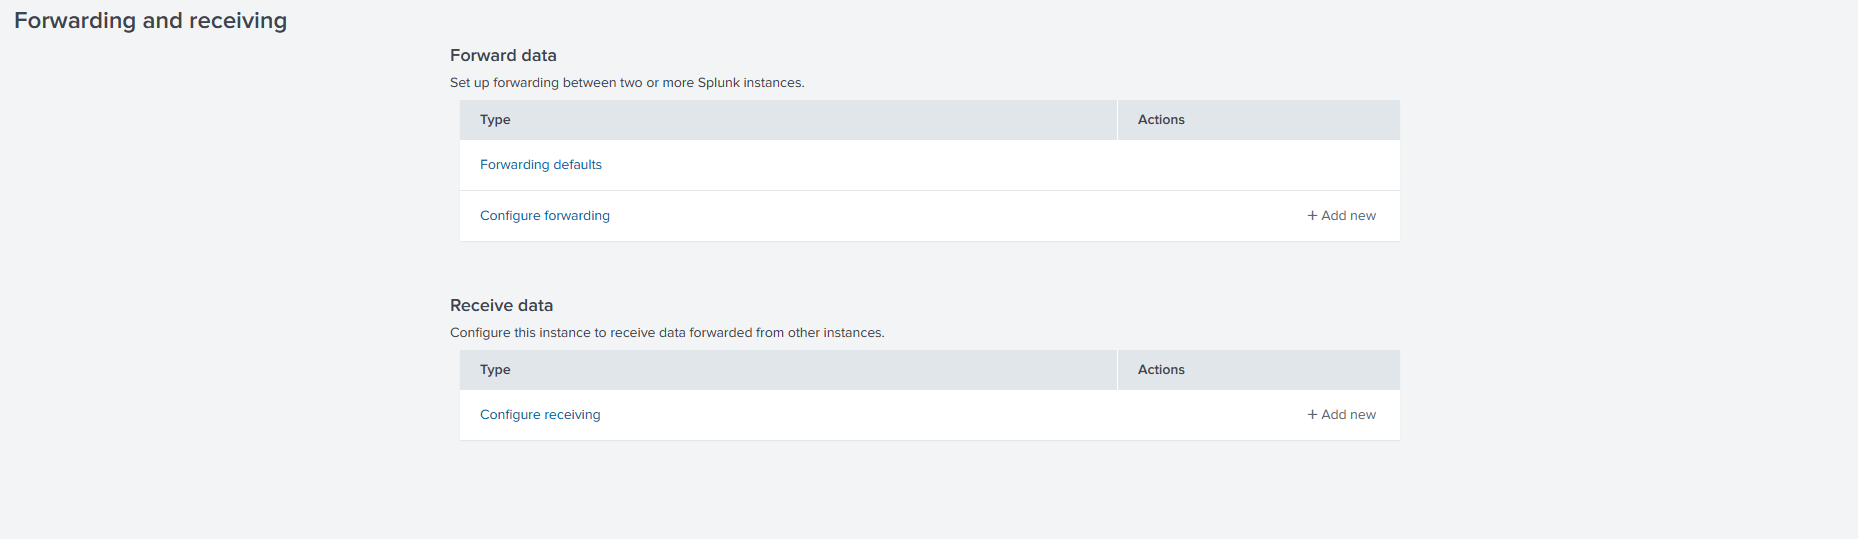 Forwarding and receiving
Forward data
Set up forwarding between two or more Splunk instances.
Type Actions
Forwarding defaults
Configure forwarding + Add new
Receive data
Configure this instance to receive data forwarded from other instances.
Type Actions
Configure receiving + Add new